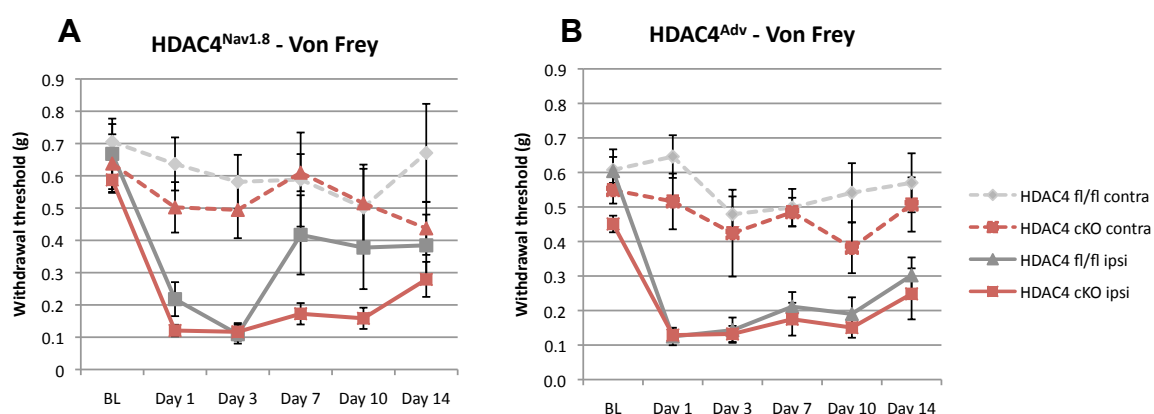 A
HDAC4Nav1.8 - Von Frey
Withdrawal threshold (g)
0.9
0.8
0.7
0.6
0.5
0.4
0.3
0.2
0.1
0
BL Day 1 Day 3 Day 7 Day 10 Day 14
B
HDAC4Adv - Von Frey
Withdrawal threshold (g)
0.9
0.8
0.7
0.6
0.5
0.4
0.3
0.2
0.1
0.0
BL Day 1 Day 3 Day 7 Day 10 Day 14
HDAC4 fl/fl contra
HDAC4 cKO contra
HDAC4 fl/fl ipsi
HDAC4 cKO ipsi